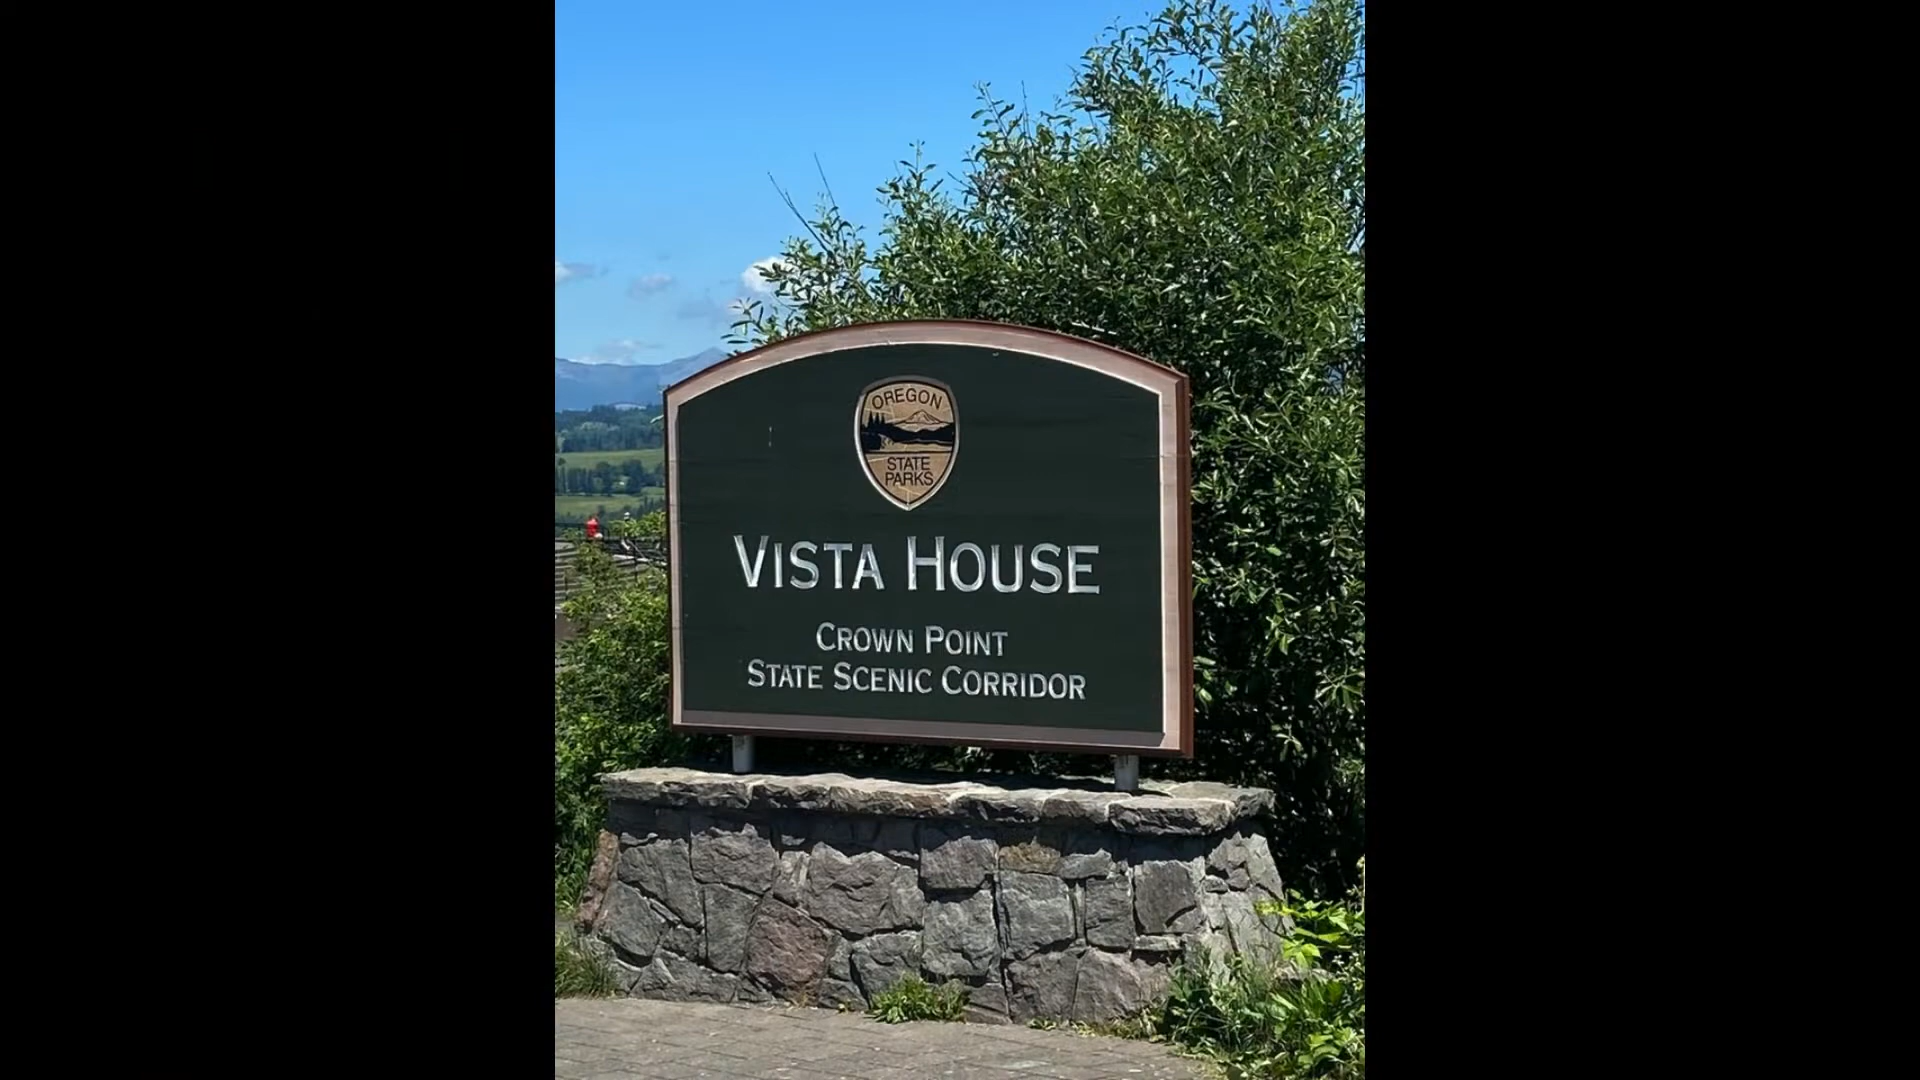 OREGON
STATE
PARKS
VISTA HOUSE
CROWN POINT
STATE SCENIC CORRIDOR